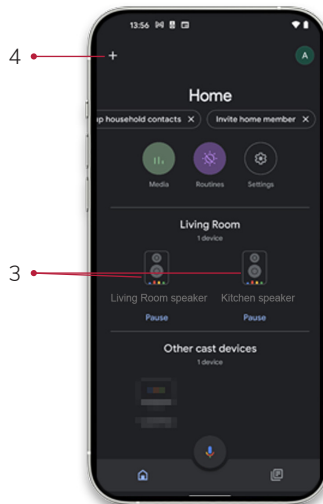 13:56
4
+
A
Home
up household contacts X
Invite home member X
Media Routines Settings
Living Room
1 device
3
Living Room speaker Kitchen speaker
Pause Pause
Other cast devices
1 device